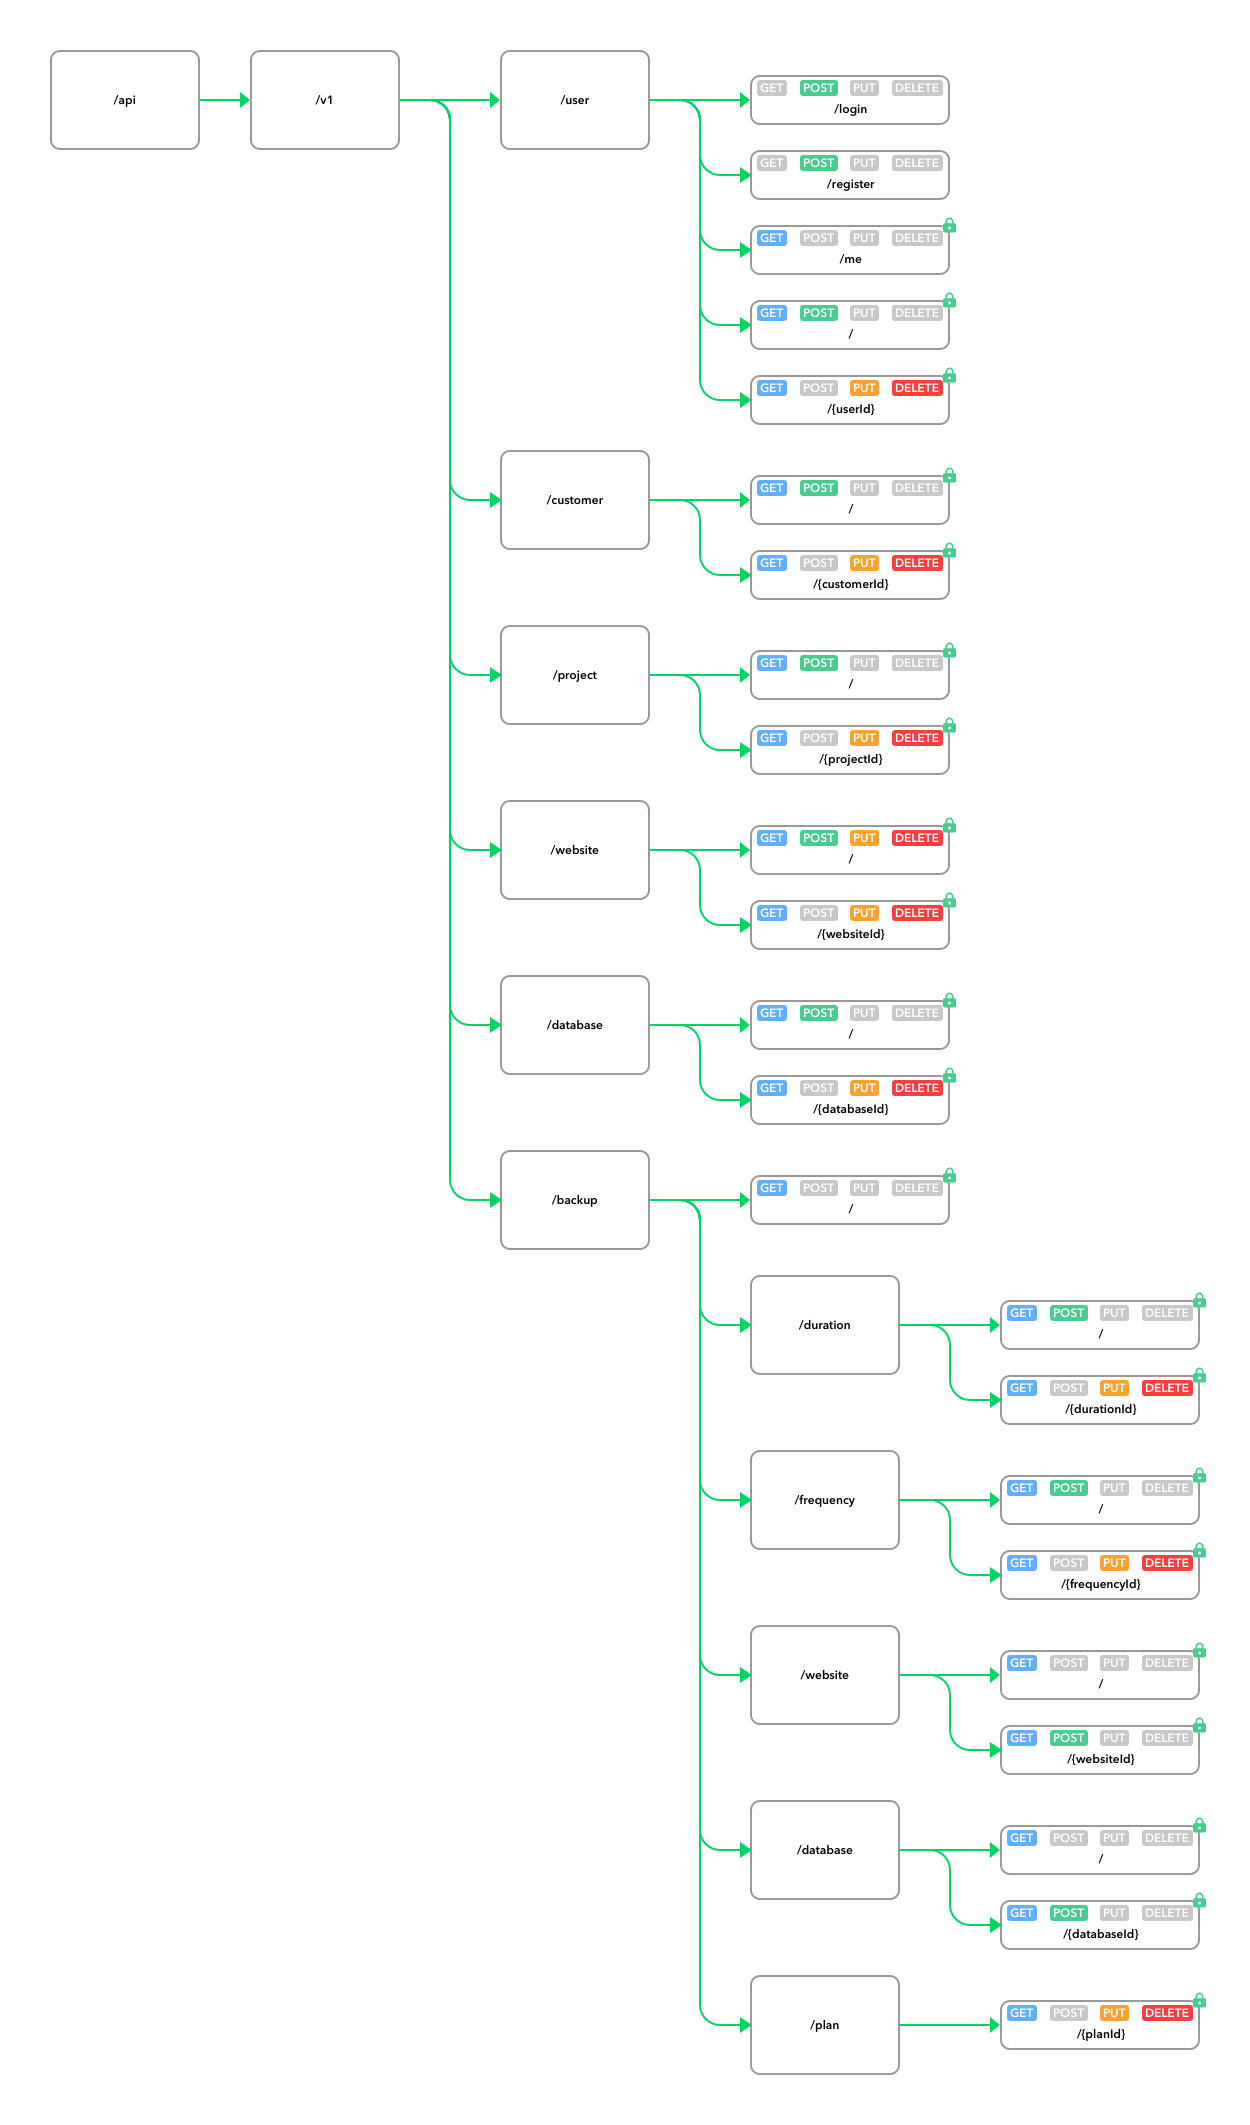 /api
/v1
/user
GET POST PUT DELETE
/login
GET POST PUT DELETE
/register
GET POST PUT DELETE
/me
GET POST PUT DELETE
/
GET POST PUT DELETE
/{userId}
/customer
GET POST PUT DELETE
/
GET POST PUT DELETE
/{customerId}
/project
GET POST PUT DELETE
/
GET POST PUT DELETE
/{projectId}
/website
GET POST PUT DELETE
/
GET POST PUT DELETE
/{websiteId}
/database
GET POST PUT DELETE
/
GET POST PUT DELETE
/{databaseId}
/backup
GET POST PUT DELETE
/
/duration
GET POST PUT DELETE
/
GET POST PUT DELETE
/{durationId}
/frequency
GET POST PUT DELETE
/
GET POST PUT DELETE
/{frequencyId}
/website
GET POST PUT DELETE
/
GET POST PUT DELETE
/{websiteId}
/database
GET POST PUT DELETE
/
GET POST PUT DELETE
/{databaseId}
/plan
GET POST PUT DELETE
/{planId}